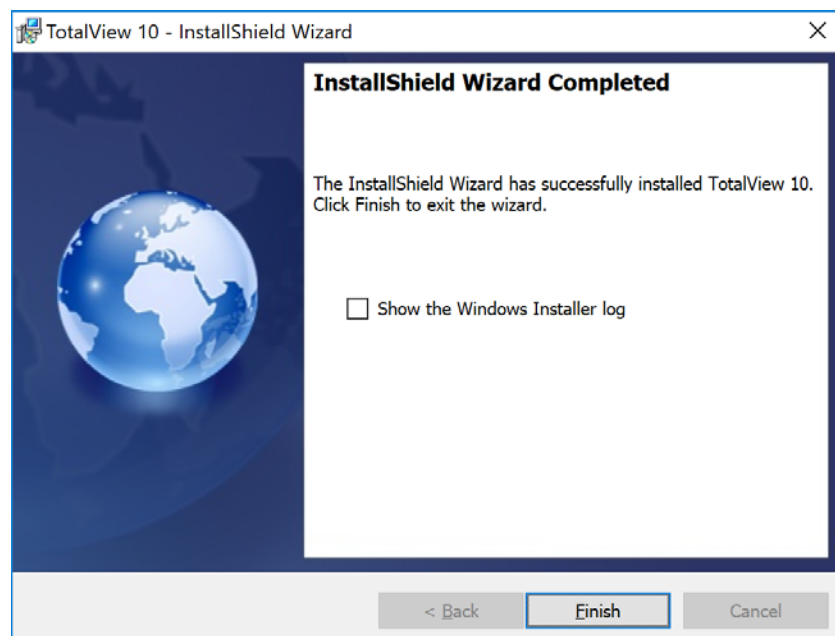 TotalView 10 - InstallShield Wizard
InstallShield Wizard Completed
The InstallShield Wizard has successfully installed TotalView 10.
Click Finish to exit the wizard.
Show the Windows Installer log
< Back
Finish
Cancel